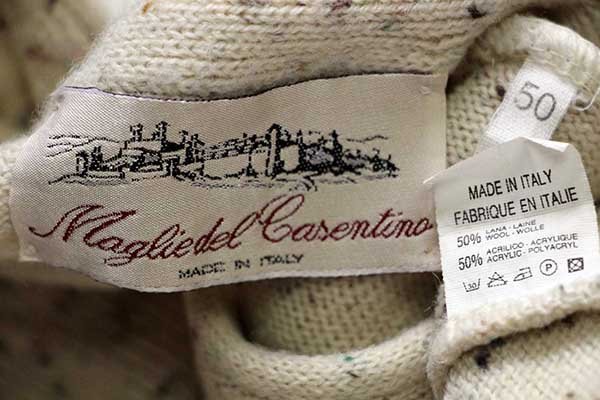 Maglie del Casentino
MADE IN ITALY
50
MADE IN ITALY
FABRIQUE EN ITALIE
50% LANA - LAINE
WOOL - WOLLE
50% ACRILICO - ACRYLIQUE
ACRYLIC - POLYACRYL
30 P